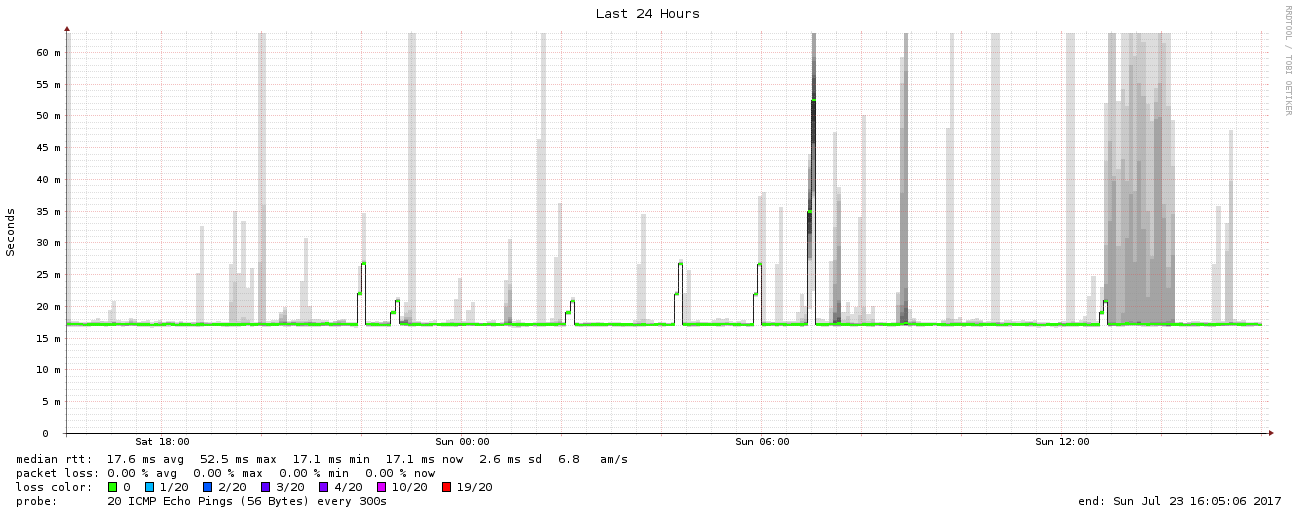 Last 24 Hours
RRDTOOL / TOBI OETIKER
Seconds
60 m
55 m
50 m
45 m
40 m
35 m
30 m
25 m
20 m
15 m
10 m
5 m
0
Sat 18:00 Sun 00:00 Sun 06:00 Sun 12:00
median rtt: 17.6 ms avg 52.5 ms max 17.1 ms min 17.1 ms now 2.6 ms sd 6.8 am/s
packet loss: 0.00 % avg 0.00 % max 0.00 % min 0.00 % now
loss color: 0 1/20 2/20 3/20 4/20 10/20 19/20
probe: 20 ICMP Echo Pings (56 Bytes) every 300s end: Sun Jul 23 16:05:06 2017